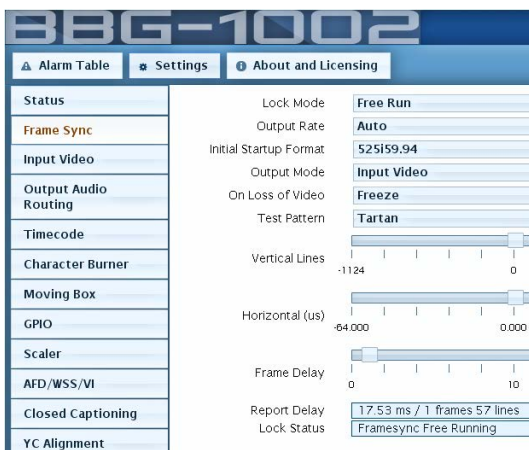 BBG-1002
Alarm Table
Settings
About and Licensing
Status
Frame Sync
Input Video
Output Audio
Routing
Timecode
Character Burner
Moving Box
GPIO
Scaler
AFD/WSS/VI
Closed Captioning
YC Alignment
Lock Mode Free Run
Output Rate Auto
Initial Startup Format 525i59.94
Output Mode Input Video
On Loss of Video Freeze
Test Pattern Tartan
Vertical Lines
-1124 0
Horizontal (us)
-64.000 0.000
Frame Delay
0 10
Report Delay 17.53 ms / 1 frames 57 lines
Lock Status Framesync Free Running